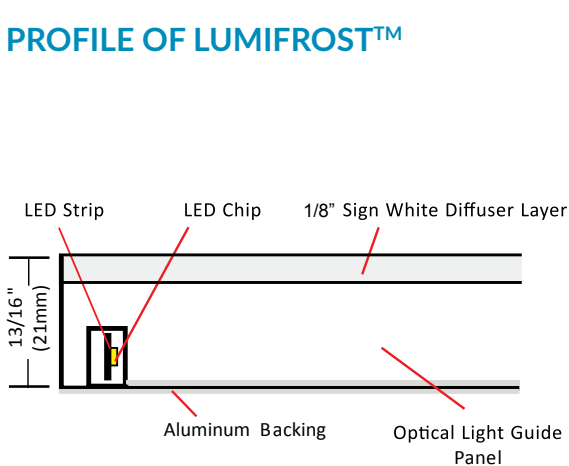 PROFILE OF LUMIFROST™
LED Strip
LED Chip
1/8” Sign White Diffuser Layer
13/16"
(21mm)
Aluminum Backing
Optical Light Guide
Panel